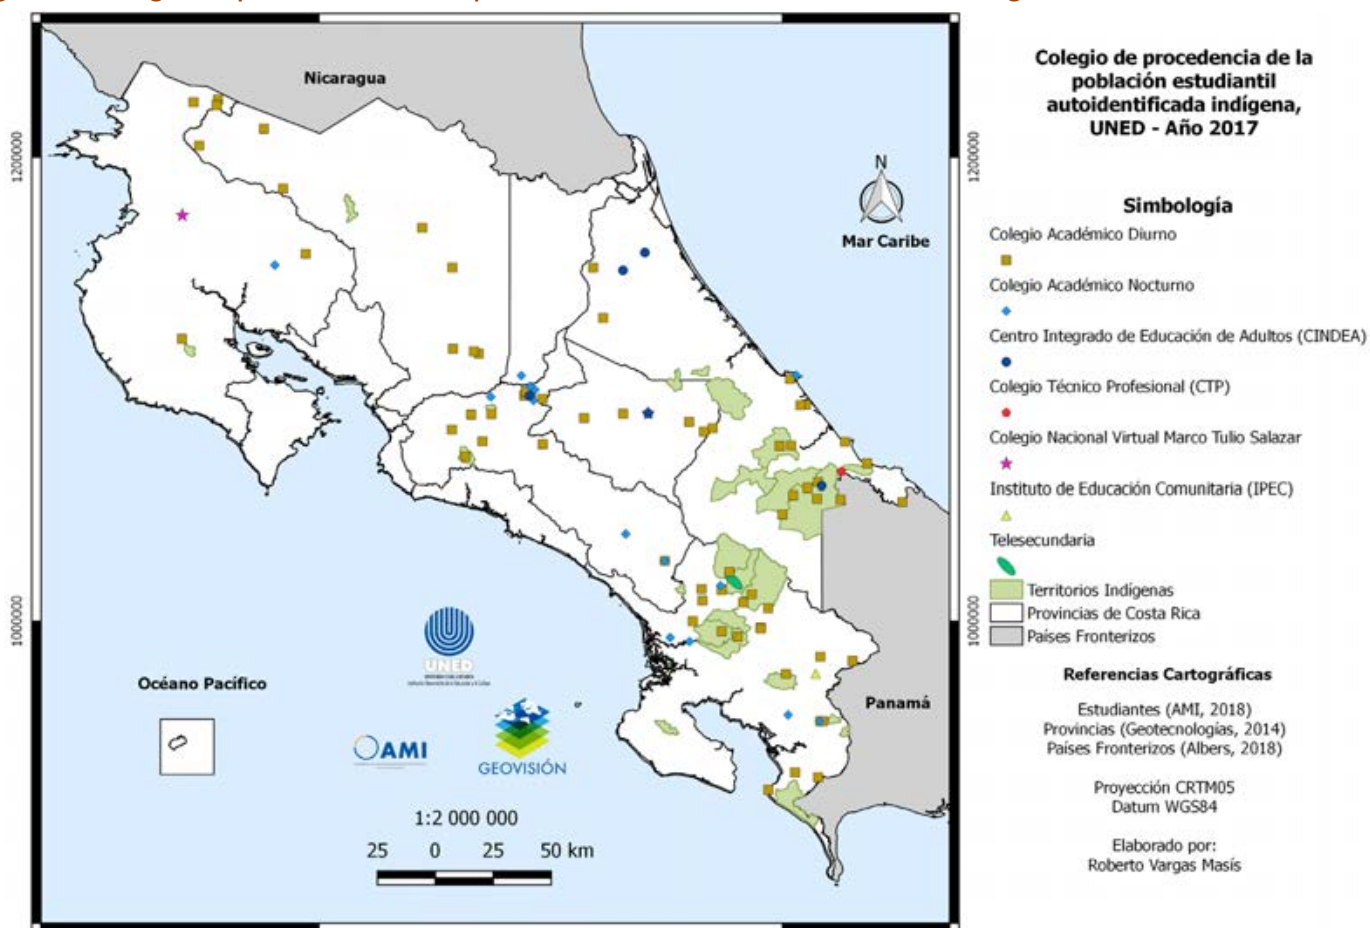 Nicaragua
Colegio de procedencia de la
población estudiantil
autoidentificada indígena,
UNED - Año 2017
1200000
1200000
N
Mar Caribe
Simbología
Colegio Académico Diurno
Colegio Académico Nocturno
Centro Integrado de Educación de Adultos (CINDEA)
Colegio Técnico Profesional (CTP)
Colegio Nacional Virtual Marco Tulio Salazar
Instituto de Educación Comunitaria (IPEC)
Telesecundaria
Territorios Indígenas
Provincias de Costa Rica
Países Fronterizos
1000000
1000000
UNED
Océano Pacífico
Panamá
AMI
GEOVISIÓN
1:2 000 000
25 0 25 50 km
Referencias Cartográficas
Estudiantes (AMI, 2018)
Provincias (Geotecnologías, 2014)
Países Fronterizos (Albers, 2018)
Proyección CRTM05
Datum WGS84
Elaborado por:
Roberto Vargas Masís